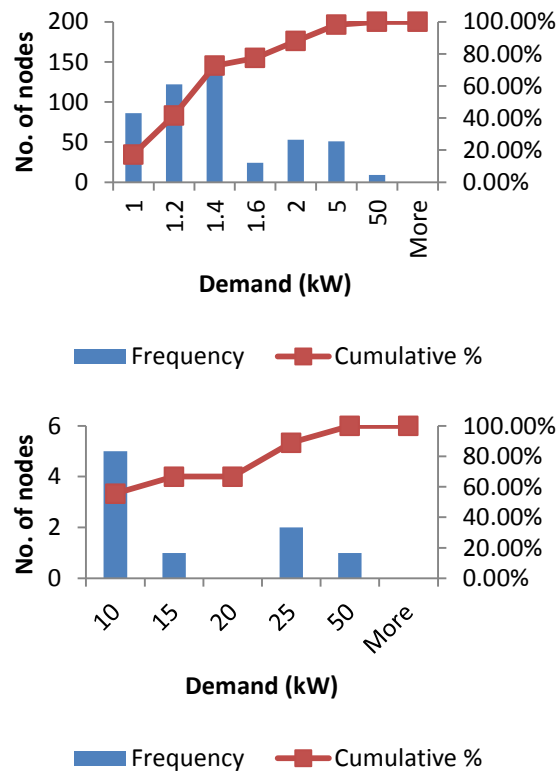 200 100.00%
150 80.00%
100 60.00%
50 40.00%
0 20.00%
0.00%
No. of nodes
1 1.2 1.4 1.6 2 5 50 More
Demand (kW)
Frequency Cumulative %
6 100.00%
4 80.00%
2 60.00%
0 40.00%
20.00%
0.00%
No. of nodes
10 15 20 25 50 More
Demand (kW)
Frequency Cumulative %